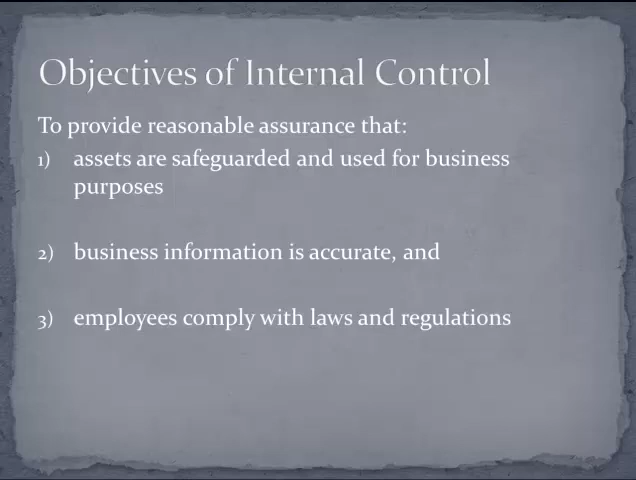 Objectives of Internal Control
To provide reasonable assurance that:
1) assets are safeguarded and used for business
purposes
2) business information is accurate, and
3) employees comply with laws and regulations